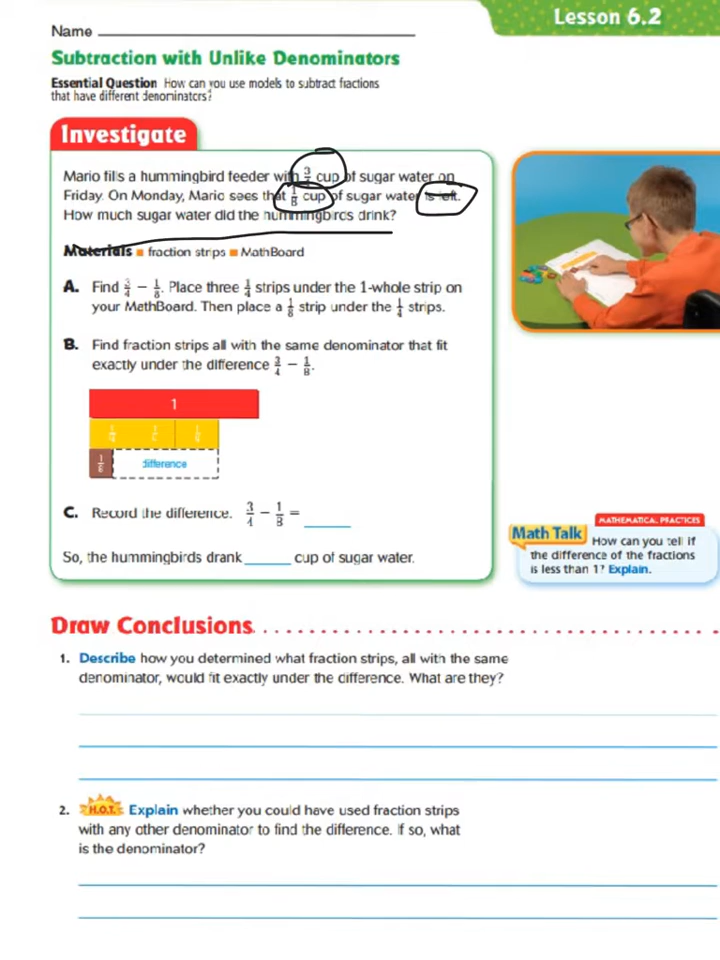 Lesson 6.2
Name
Subtraction with Unlike Denominators
Essential Question How can you use models to subtract fractions
that have different denominators?
Investigate
Mario fills a hummingbird feeder with 3/4 cup of sugar water on
Friday. On Monday, Mario sees that 1/8 cup of sugar water is left.
How much sugar water did the hummingbirds drink?
Materials ■ fraction strips ■ MathBoard
A. Find 3/4 − 1/8. Place three 1/4 strips under the 1-whole strip on
your MathBoard. Then place a 1/8 strip under the 1/4 strips.
B. Find fraction strips all with the same denominator that fit
exactly under the difference 3/4 − 1/8.
1
1/4 1/4 1/4
1/8 difference
C. Record the difference. 3/4 − 1/8 =
So, the hummingbirds drank cup of sugar water.
MATHEMATICAL PRACTICES
Math Talk How can you tell if
the difference of the fractions
is less than 1? Explain.
Draw Conclusions
1. Describe how you determined what fraction strips, all with the same
denominator, would fit exactly under the difference. What are they?
2. H.O.T. Explain whether you could have used fraction strips
with any other denominator to find the difference. If so, what
is the denominator?